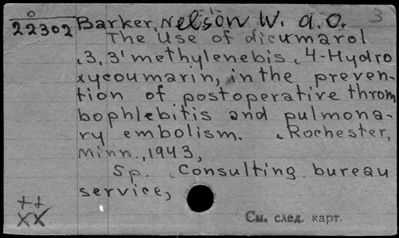 3
22302 Barker, Nelson W. a.o.
The Use of dicumarol
,3,3' methylenebis, 4-Hydro
xycoumarin, in the preven-
tion of postoperative throm
bophlebitis and pulmona-
ry embolism. , Rochester,
Minn., 1943,
5p. , Consulting bureau
service,
++
XX
См. след. карт.